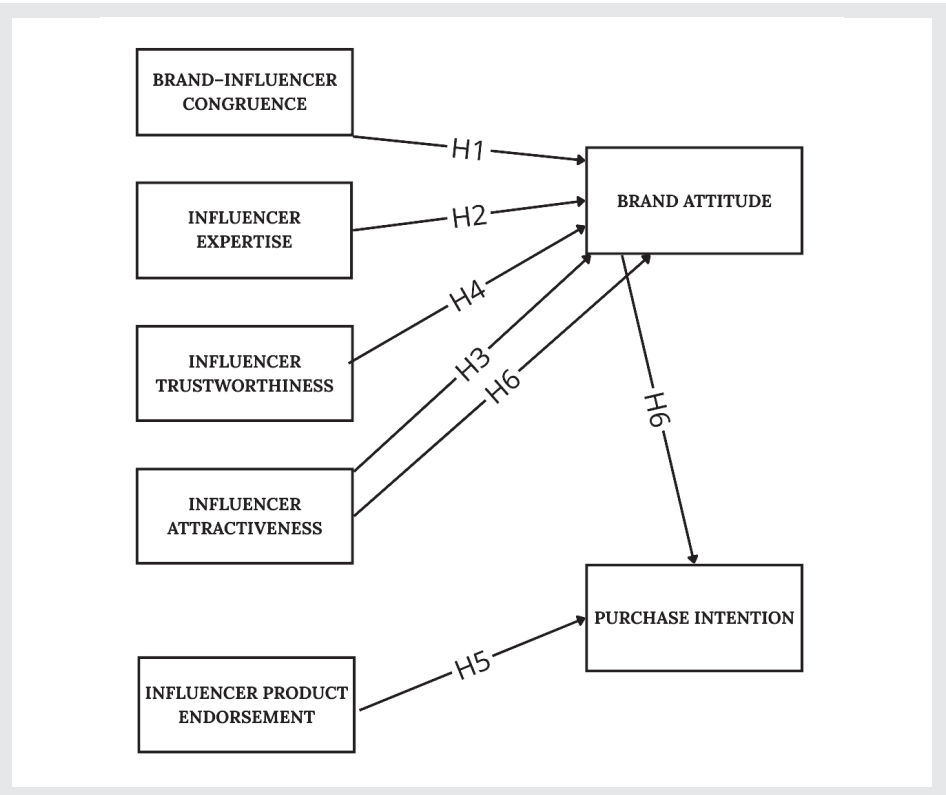 BRAND–INFLUENCER
CONGRUENCE
H1
BRAND ATTITUDE
INFLUENCER
EXPERTISE
H2
H4
INFLUENCER
TRUSTWORTHINESS
H3
H6
H6
INFLUENCER
ATTRACTIVENESS
PURCHASE INTENTION
H5
INFLUENCER PRODUCT
ENDORSEMENT